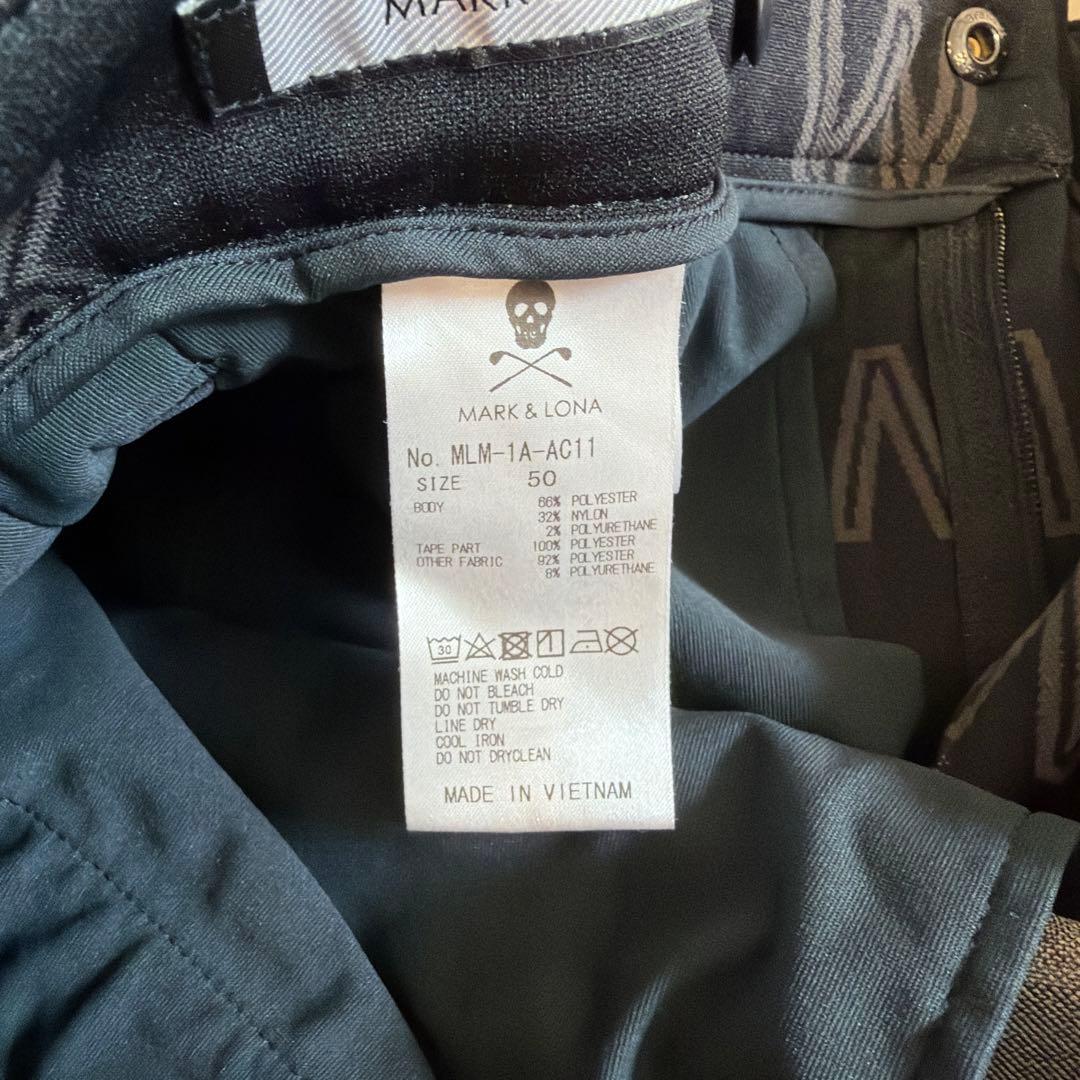 MARK
MARK & LONA
No. MLM-1A-AC11
SIZE 50
BODY 66% POLYESTER
32% NYLON
2% POLYURETHANE
TAPE PART 100% POLYESTER
OTHER FABRIC 92% POLYESTER
8% POLYURETHANE
30
MACHINE WASH COLD
DO NOT BLEACH
DO NOT TUMBLE DRY
LINE DRY
COOL IRON
DO NOT DRYCLEAN
MADE IN VIETNAM